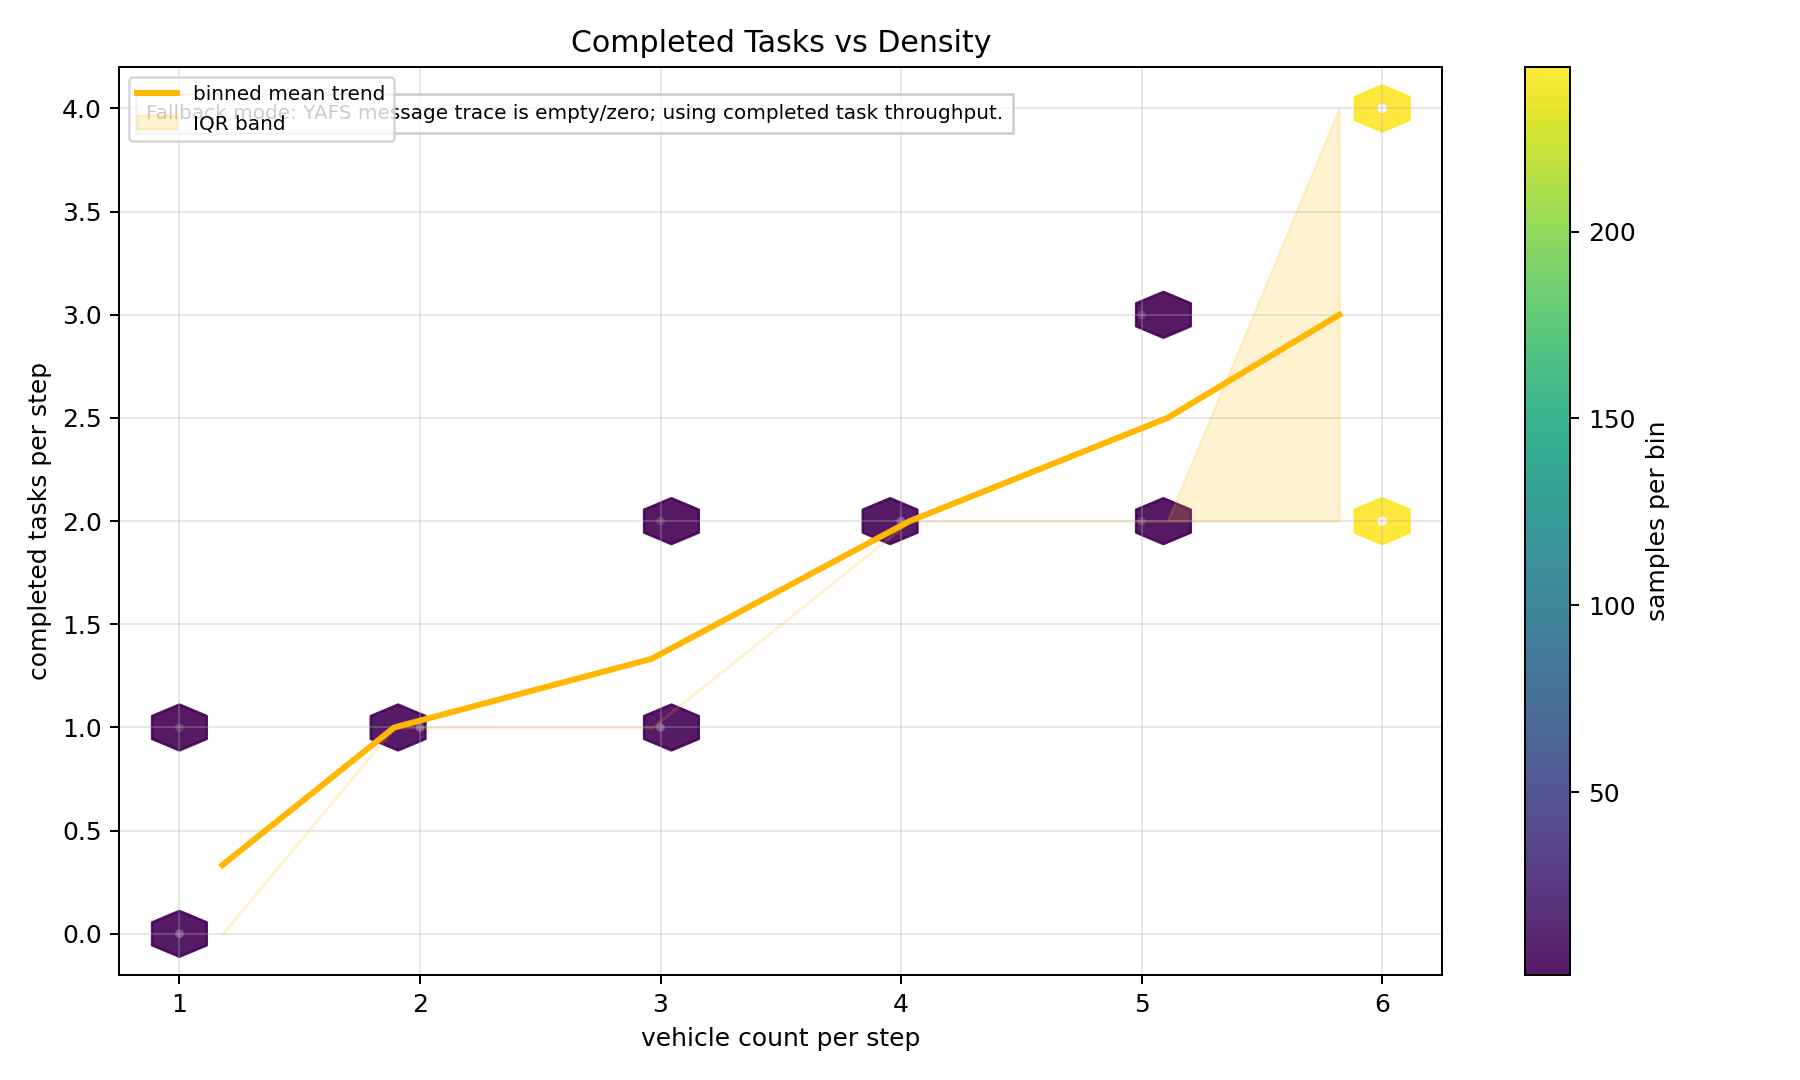 Completed Tasks vs Density
binned mean trend
IQR band
Fallback mode: YAFS message trace is empty/zero; using completed task throughput.
completed tasks per step
4.0
3.5
3.0
2.5
2.0
1.5
1.0
0.5
0.0
1 2 3 4 5 6
vehicle count per step
200
150
100
50
samples per bin